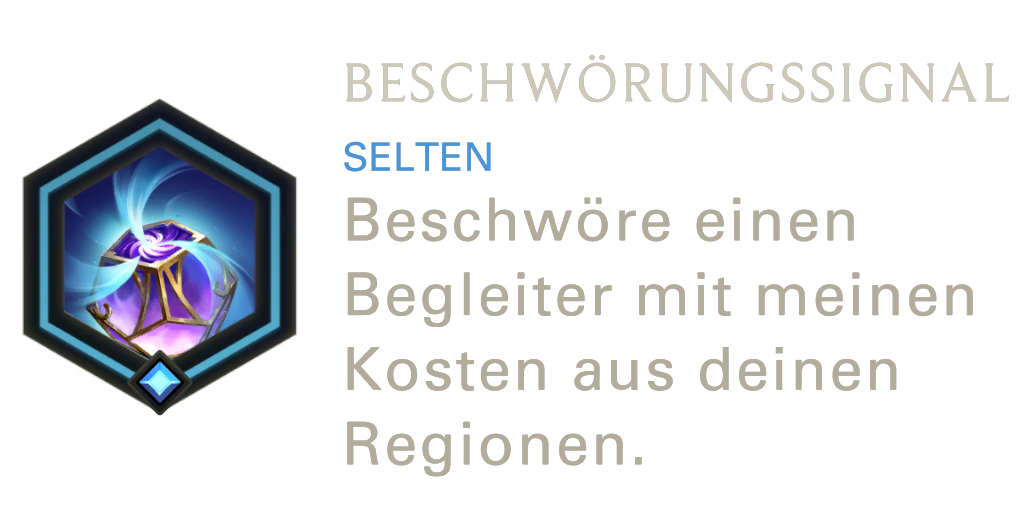 BESCHWÖRUNGSSIGNAL
SELTEN
Beschwöre einen
Begleiter mit meinen
Kosten aus deinen
Regionen.